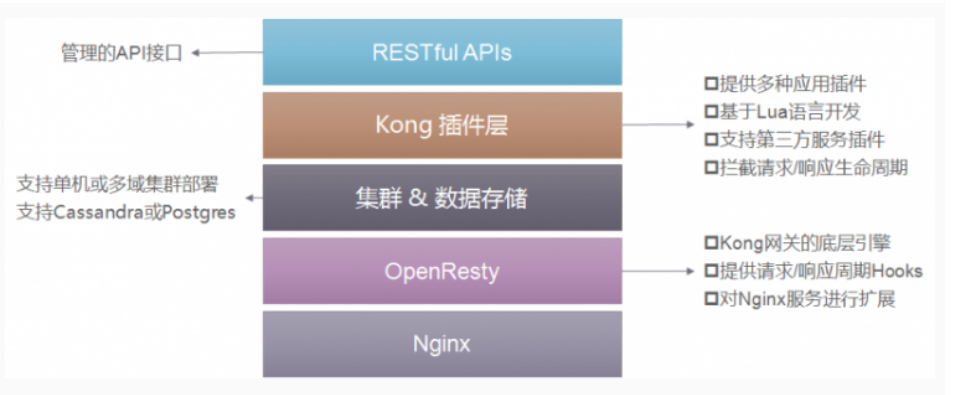 管理的API接口
RESTful APIs
Kong 插件层
提供多种应用插件
基于Lua语言开发
支持第三方服务插件
拦截请求/响应生命周期
支持单机或多域集群部署
支持Cassandra或Postgres
集群 & 数据存储
OpenResty
Kong网关的底层引擎
提供请求/响应周期Hooks
对Nginx服务进行扩展
Nginx